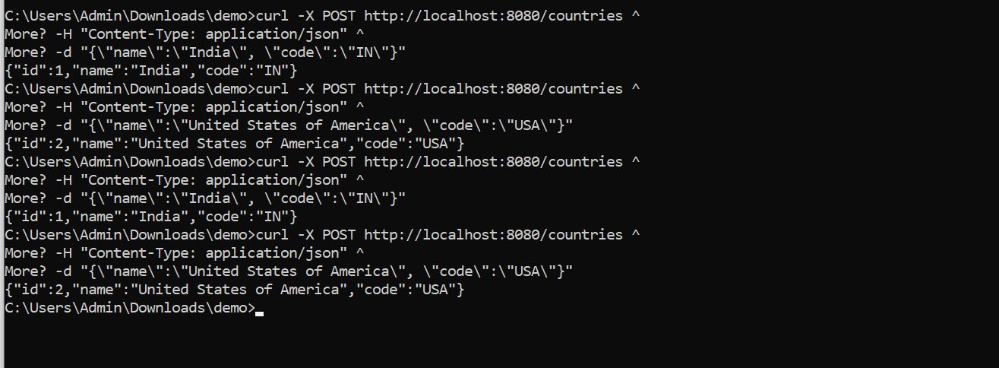 C:\Users\Admin\Downloads\demo>curl -X POST http://localhost:8080/countries ^
More? -H "Content-Type: application/json" ^
More? -d "{\"name\":\"India\", \"code\":\"IN\"}"
{"id":1,"name":"India","code":"IN"}
C:\Users\Admin\Downloads\demo>curl -X POST http://localhost:8080/countries ^
More? -H "Content-Type: application/json" ^
More? -d "{\"name\":\"United States of America\", \"code\":\"USA\"}"
{"id":2,"name":"United States of America","code":"USA"}
C:\Users\Admin\Downloads\demo>curl -X POST http://localhost:8080/countries ^
More? -H "Content-Type: application/json" ^
More? -d "{\"name\":\"India\", \"code\":\"IN\"}"
{"id":1,"name":"India","code":"IN"}
C:\Users\Admin\Downloads\demo>curl -X POST http://localhost:8080/countries ^
More? -H "Content-Type: application/json" ^
More? -d "{\"name\":\"United States of America\", \"code\":\"USA\"}"
{"id":2,"name":"United States of America","code":"USA"}
C:\Users\Admin\Downloads\demo>